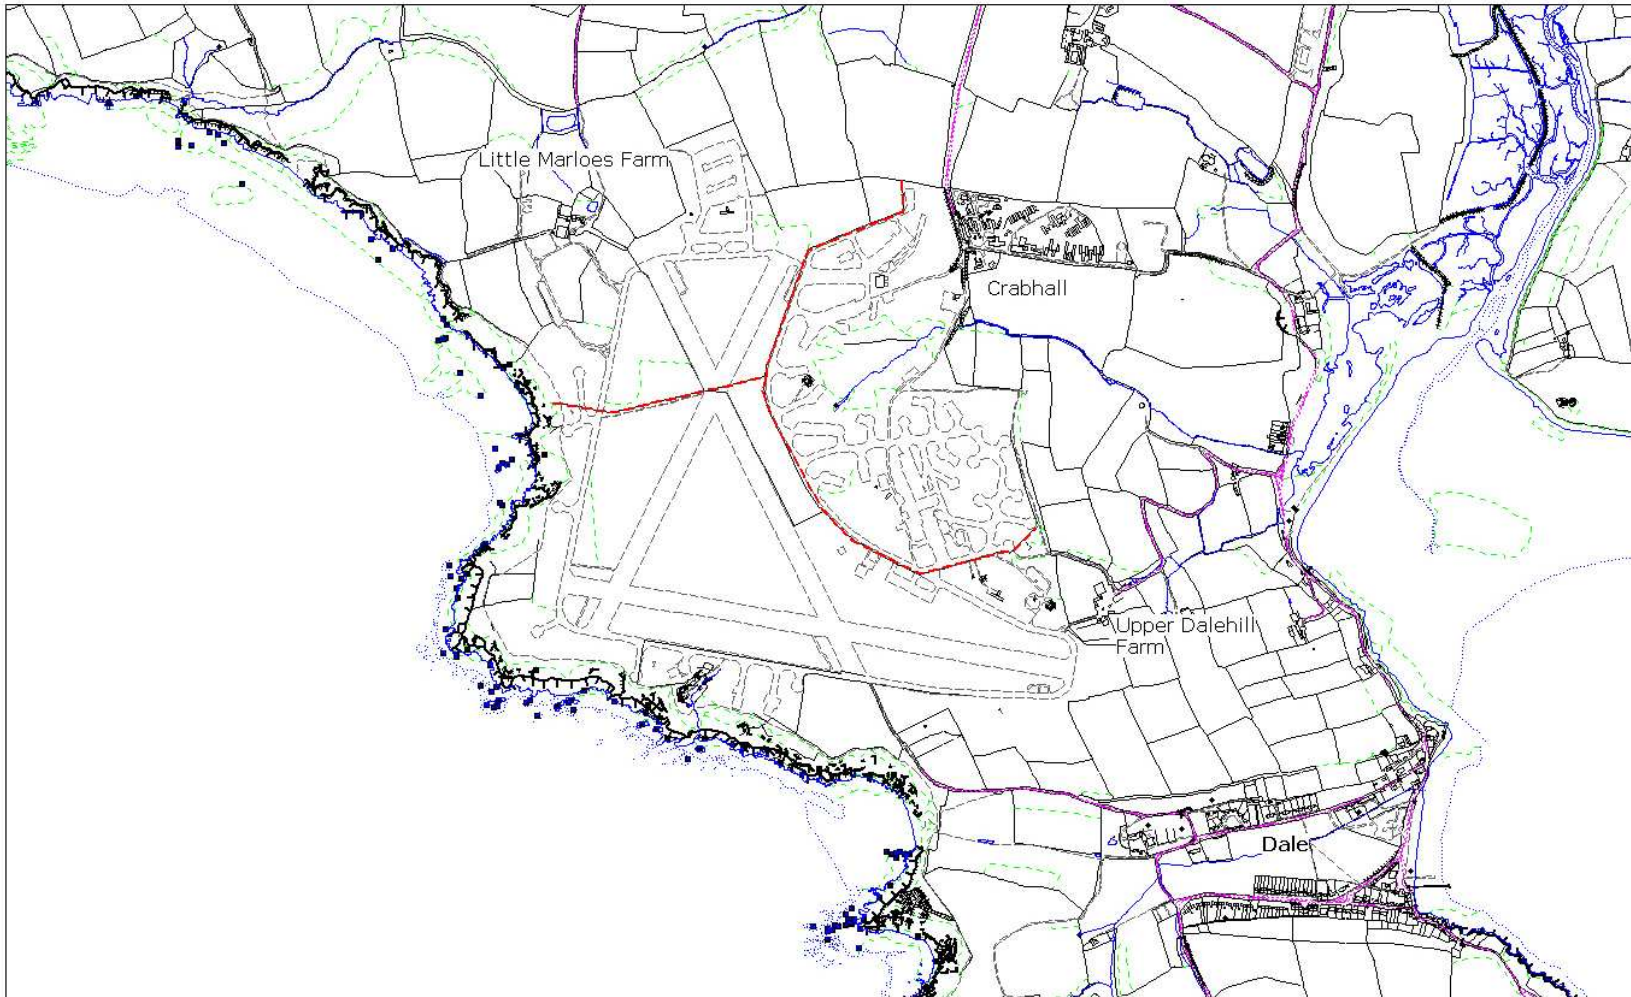 Little Marloes Farm
Crabhall
Upper Dalehill
Farm
Dale